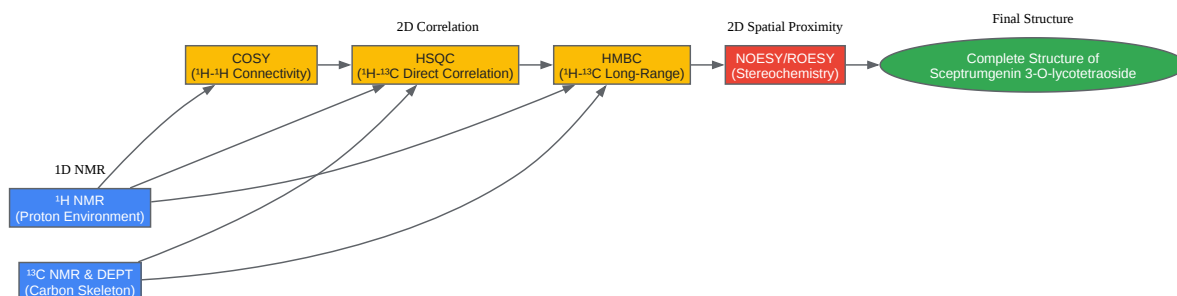 Final Structure
2D Correlation
2D Spatial Proximity
COSY
(¹H-¹H Connectivity)
HSQC
(¹H-¹³C Direct Correlation)
HMBC
(¹H-¹³C Long-Range)
NOESY/ROESY
(Stereochemistry)
Complete Structure of
Sceptrumgenin 3-O-lycotetraoside
1D NMR
¹H NMR
(Proton Environment)
¹³C NMR & DEPT
(Carbon Skeleton)